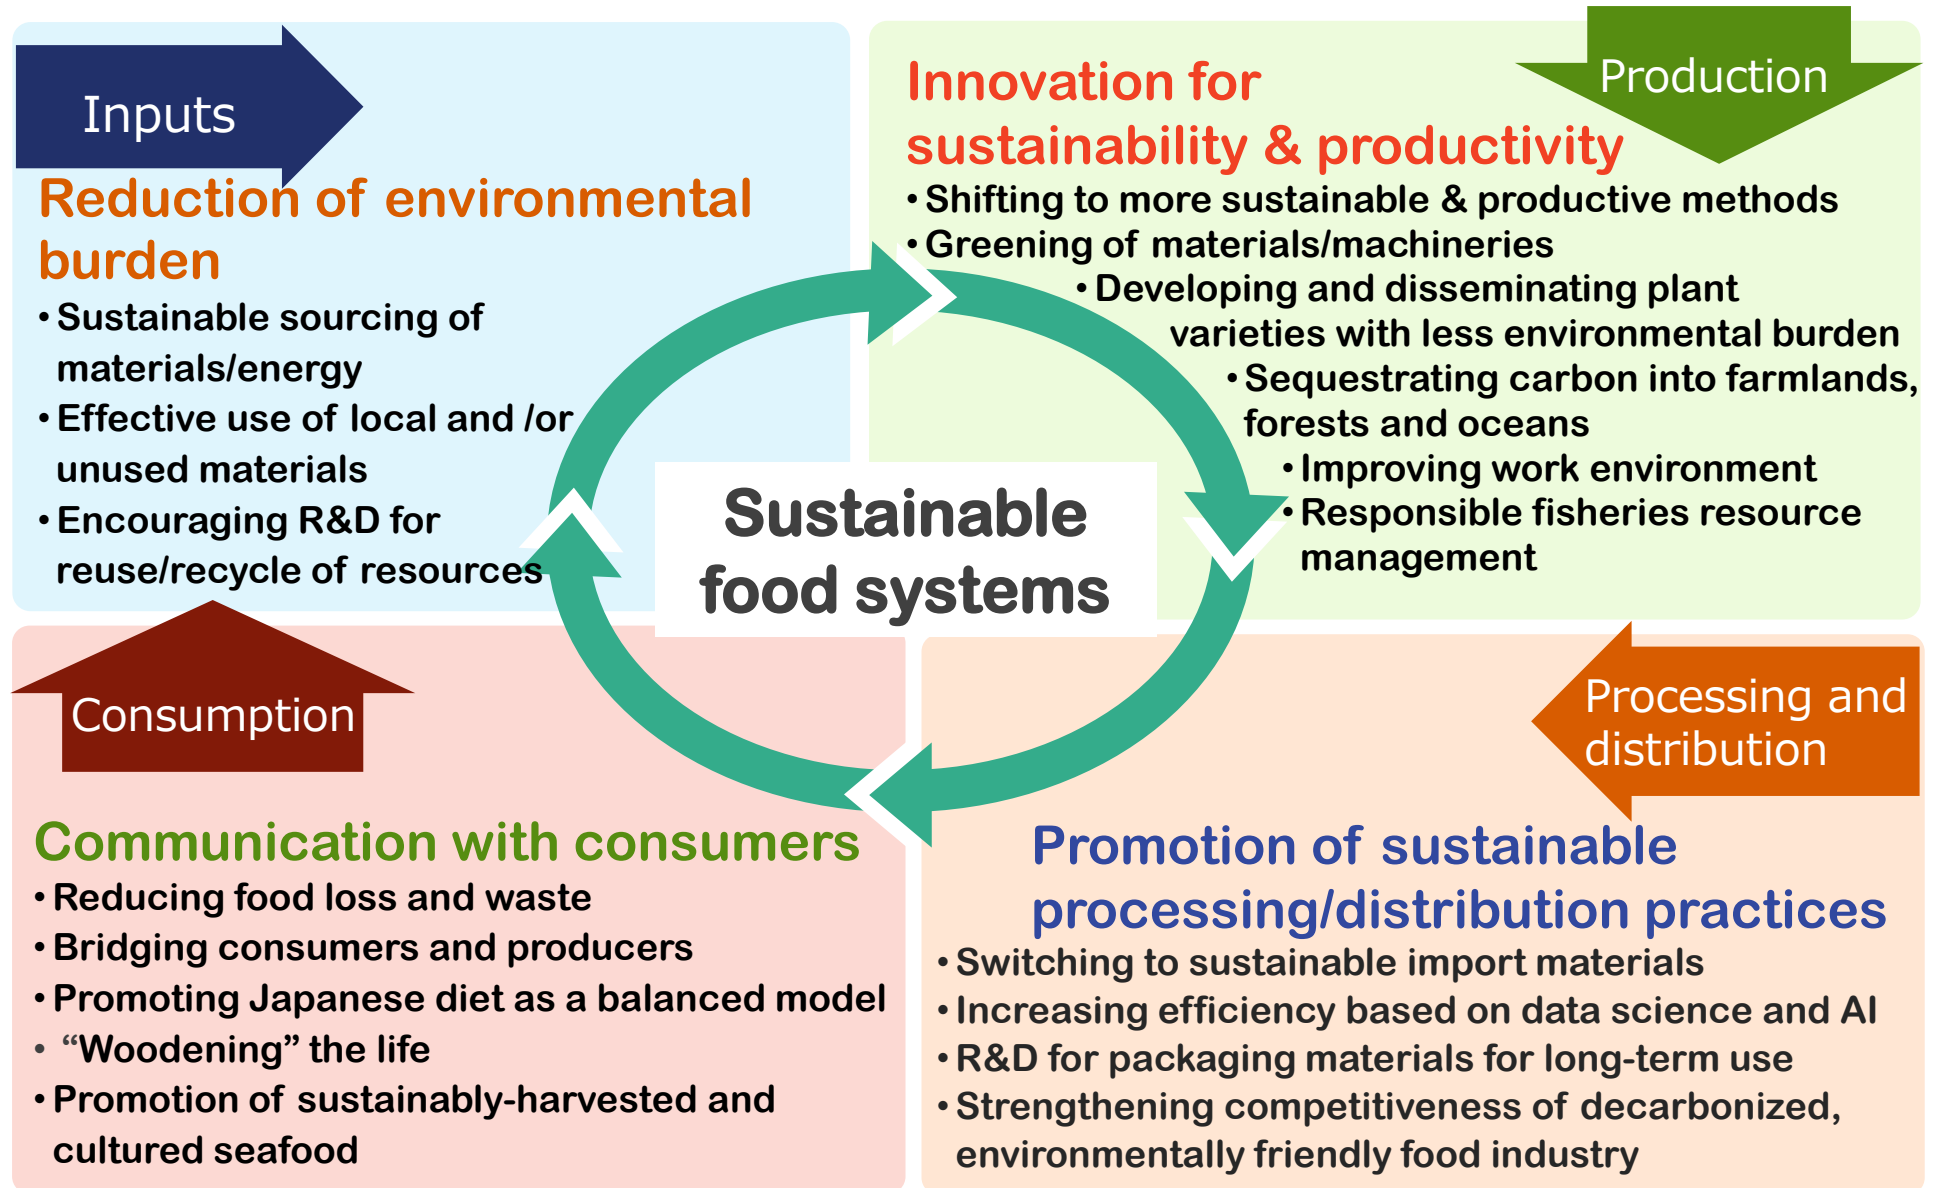 Inputs
Reduction of environmental
burden
• Sustainable sourcing of
materials/energy
• Effective use of local and /or
unused materials
• Encouraging R&D for
reuse/recycle of resources
Production
Innovation for
sustainability & productivity
• Shifting to more sustainable & productive methods
• Greening of materials/machineries
• Developing and disseminating plant
varieties with less environmental burden
• Sequestrating carbon into farmlands,
forests and oceans
• Improving work environment
• Responsible fisheries resource
management
Sustainable
food systems
Consumption
Communication with consumers
• Reducing food loss and waste
• Bridging consumers and producers
• Promoting Japanese diet as a balanced model
• “Woodening” the life
• Promotion of sustainably-harvested and
cultured seafood
Processing and
distribution
Promotion of sustainable
processing/distribution practices
• Switching to sustainable import materials
• Increasing efficiency based on data science and AI
• R&D for packaging materials for long-term use
• Strengthening competitiveness of decarbonized,
environmentally friendly food industry